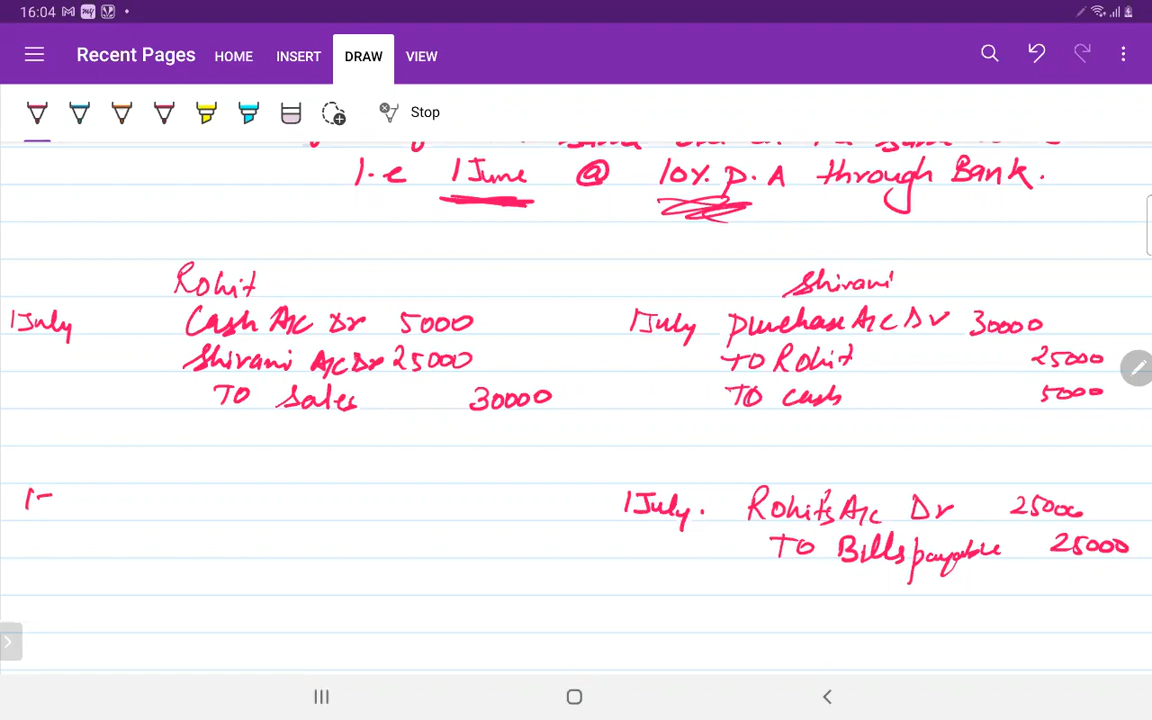 16:04
Recent Pages HOME INSERT DRAW VIEW
Stop
1.e 1 June @ 10%. p. A through Bank.
Rohit
1July Cash A/c Dr 5000
Shivani A/c Dr 25000
TO Sales 30000
Shivani
1July purchase A/c Dr 30000
TO Rohit 25000
TO cash 5000
1July. Rohit's A/c Dr 25000
TO Bills payable 25000